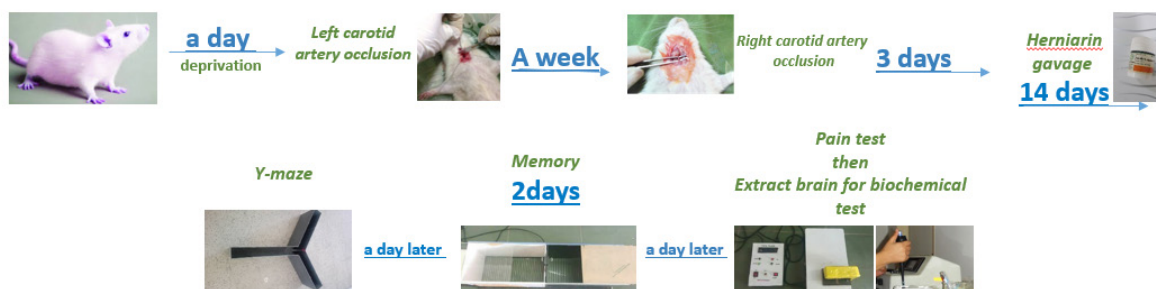 a day
deprivation
Left carotid
artery occlusion
A week
Right carotid artery
occlusion
3 days
Herniarin
gavage
14 days
Y-maze
a day later
Memory
2days
a day later
Pain test
then
Extract brain for biochemical
test